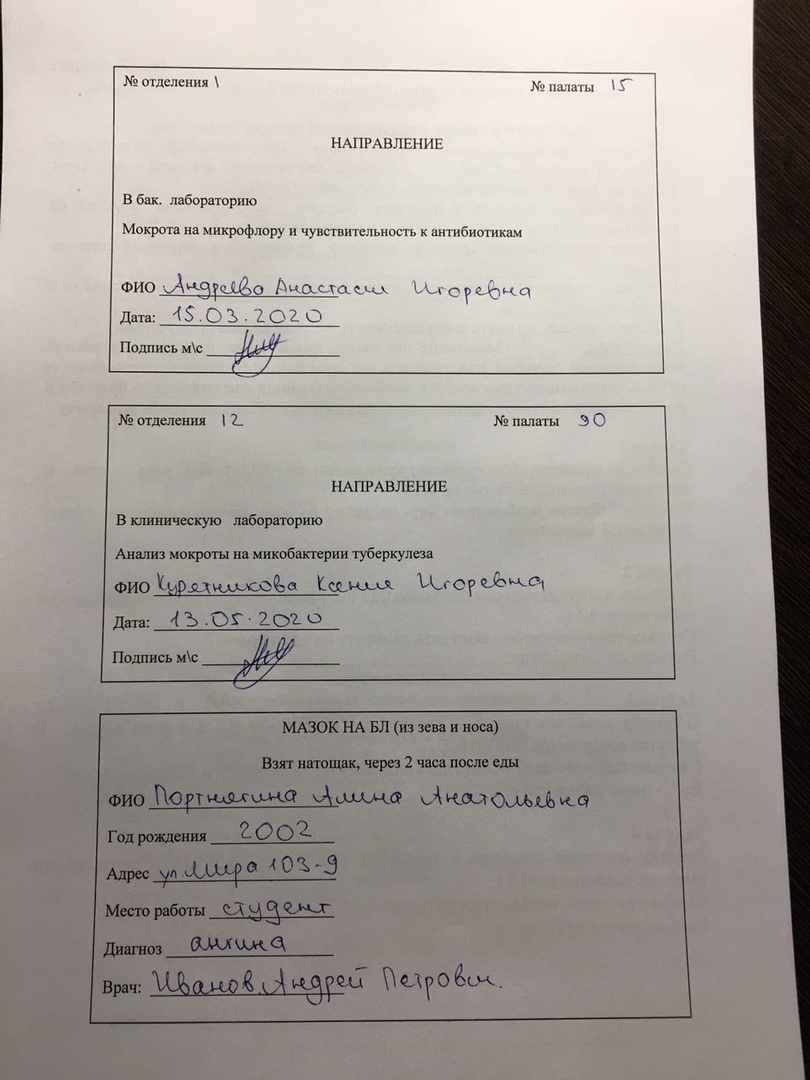 № отделения \ № палаты 15
НАПРАВЛЕНИЕ
В бак. лабораторию
Мокрота на микрофлору и чувствительность к антибиотикам
ФИО Андреева Анастасии Игоревна
Дата: 15.03.2020
Подпись м\с
№ отделения 12 № палаты 90
НАПРАВЛЕНИЕ
В клиническую лабораторию
Анализ мокроты на микобактерии туберкулеза
ФИО Ксение Игоревна
Дата: 13.05.2020
Подпись м\с
МАЗОК НА БЛ (из зева и носа)
Взят натощак, через 2 часа после еды
ФИО Портнягина Алина Анатольевна
Год рождения 2002
Адрес ул.Мира 103-9
Место работы студент
Диагноз ангина
Врач: Иванов Андрей Петрович.